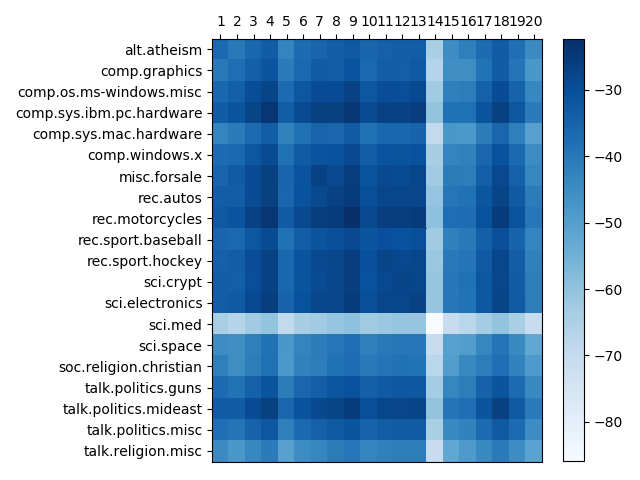 1 2 3 4 5 6 7 8 9 10 11 12 13 14 15 16 17 18 19 20
alt.atheism
comp.graphics
comp.os.ms-windows.misc
comp.sys.ibm.pc.hardware
comp.sys.mac.hardware
comp.windows.x
misc.forsale
rec.autos
rec.motorcycles
rec.sport.baseball
rec.sport.hockey
sci.crypt
sci.electronics
sci.med
sci.space
soc.religion.christian
talk.politics.guns
talk.politics.mideast
talk.politics.misc
talk.religion.misc
−30
−40
−50
−60
−70
−80